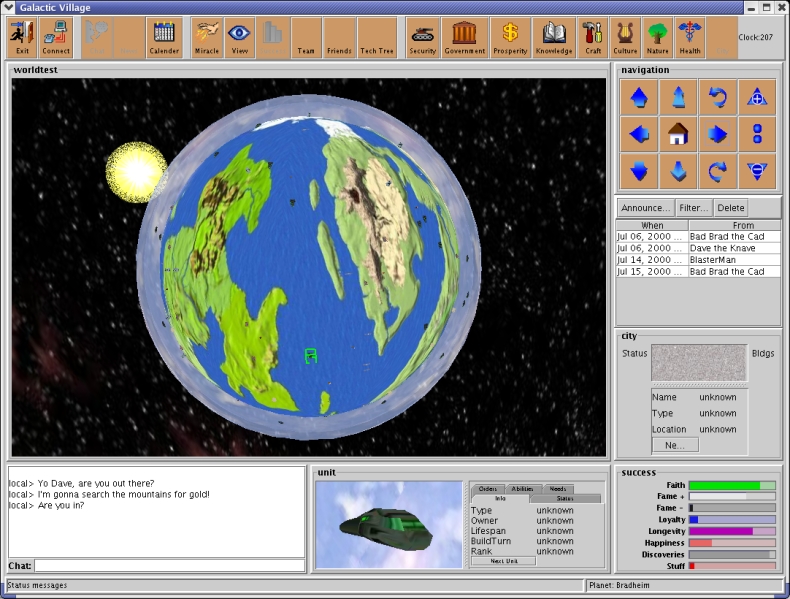 Galactic Village
Exit Connect Calender Miracle View Team Friends Tech Tree Security Government Prosperity Knowledge Craft Culture Nature Health Clock:207
worldtest
navigation
Announce... Filter... Delete
When From
Jul 06, 2000 ... Bad Brad the Cad
Jul 06, 2000 ... Dave the Knave
Jul 14, 2000 ... BlasterMan
Jul 15, 2000 ... Bad Brad the Cad
city
Status Bldgs
Name unknown
Type unknown
Location unknown
Ne...
local> Yo Dave, are you out there?
local> I'm gonna search the mountains for gold!
local> Are you in?
Chat:
unit
Orders Abilities Needs
Info Status
Type unknown
Owner unknown
Lifespan unknown
BuildTurn unknown
Rank unknown
Next Unit
success
Faith
Fame +
Fame -
Loyalty
Longevity
Happiness
Discoveries
Stuff
Status messages
Planet: Bradheim